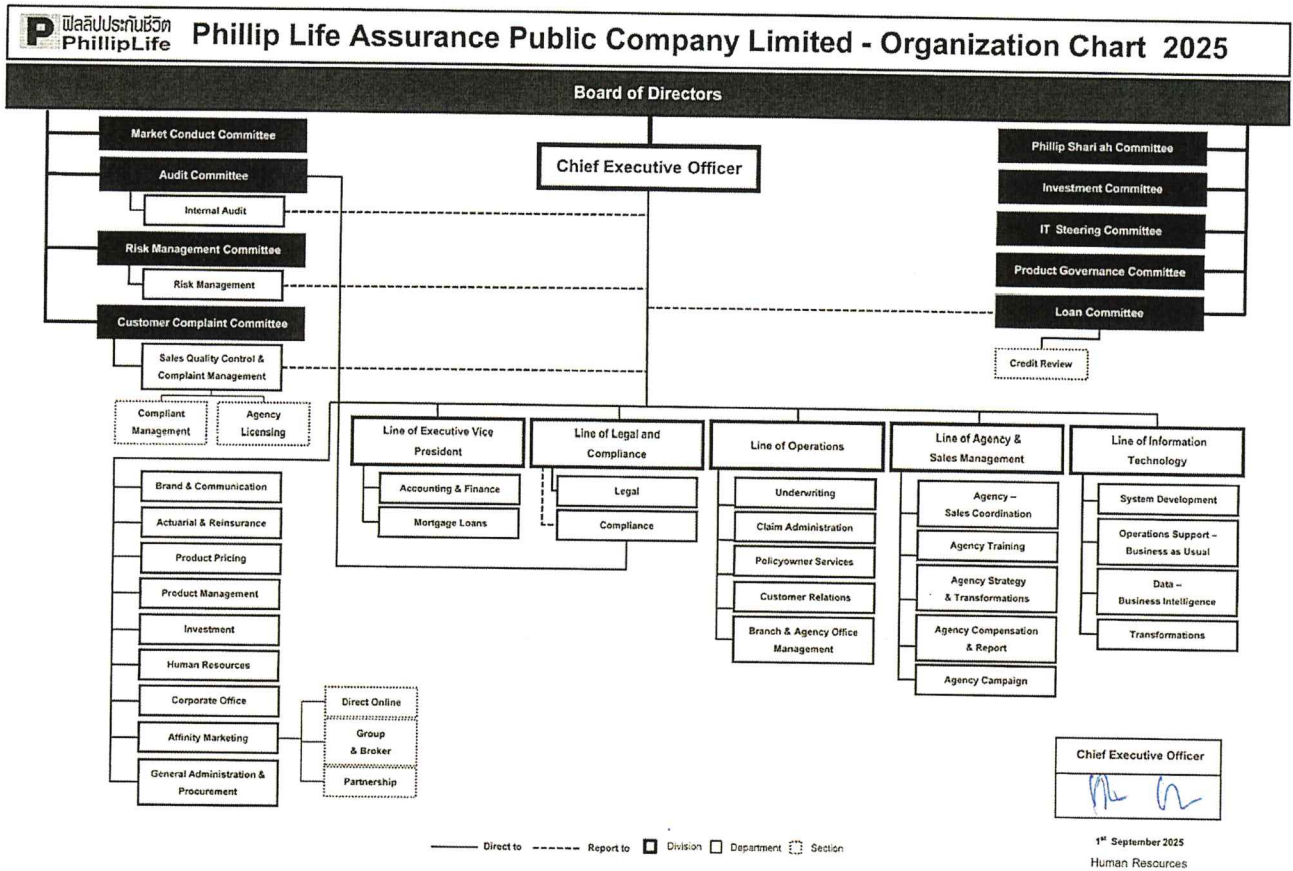 ฟิลลิปประกันชีวิต
PhillipLife
Phillip Life Assurance Public Company Limited - Organization Chart 2025
Board of Directors
Market Conduct Committee
Audit Committee
Internal Audit
Risk Management Committee
Risk Management
Customer Complaint Committee
Sales Quality Control &
Complaint Management
Compliant
Management
Agency
Licensing
Chief Executive Officer
Phillip Shari ah Committee
Investment Committee
IT Steering Committee
Product Governance Committee
Loan Committee
Credit Review
Brand & Communication
Actuarial & Reinsurance
Product Pricing
Product Management
Investment
Human Resources
Corporate Office
Affinity Marketing
General Administration &
Procurement
Direct Online
Group
& Broker
Partnership
Line of Executive Vice
President
Accounting & Finance
Mortgage Loans
Line of Legal and
Compliance
Legal
Compliance
Line of Operations
Underwriting
Claim Administration
Policyowner Services
Customer Relations
Branch & Agency Office
Management
Line of Agency &
Sales Management
Agency –
Sales Coordination
Agency Training
Agency Strategy
& Transformations
Agency Compensation
& Report
Agency Campaign
Line of Information
Technology
System Development
Operations Support –
Business as Usual
Data –
Business Intelligence
Transformations
Chief Executive Officer
1st September 2025
Human Resources
Direct to
Report to
Division
Department
Section